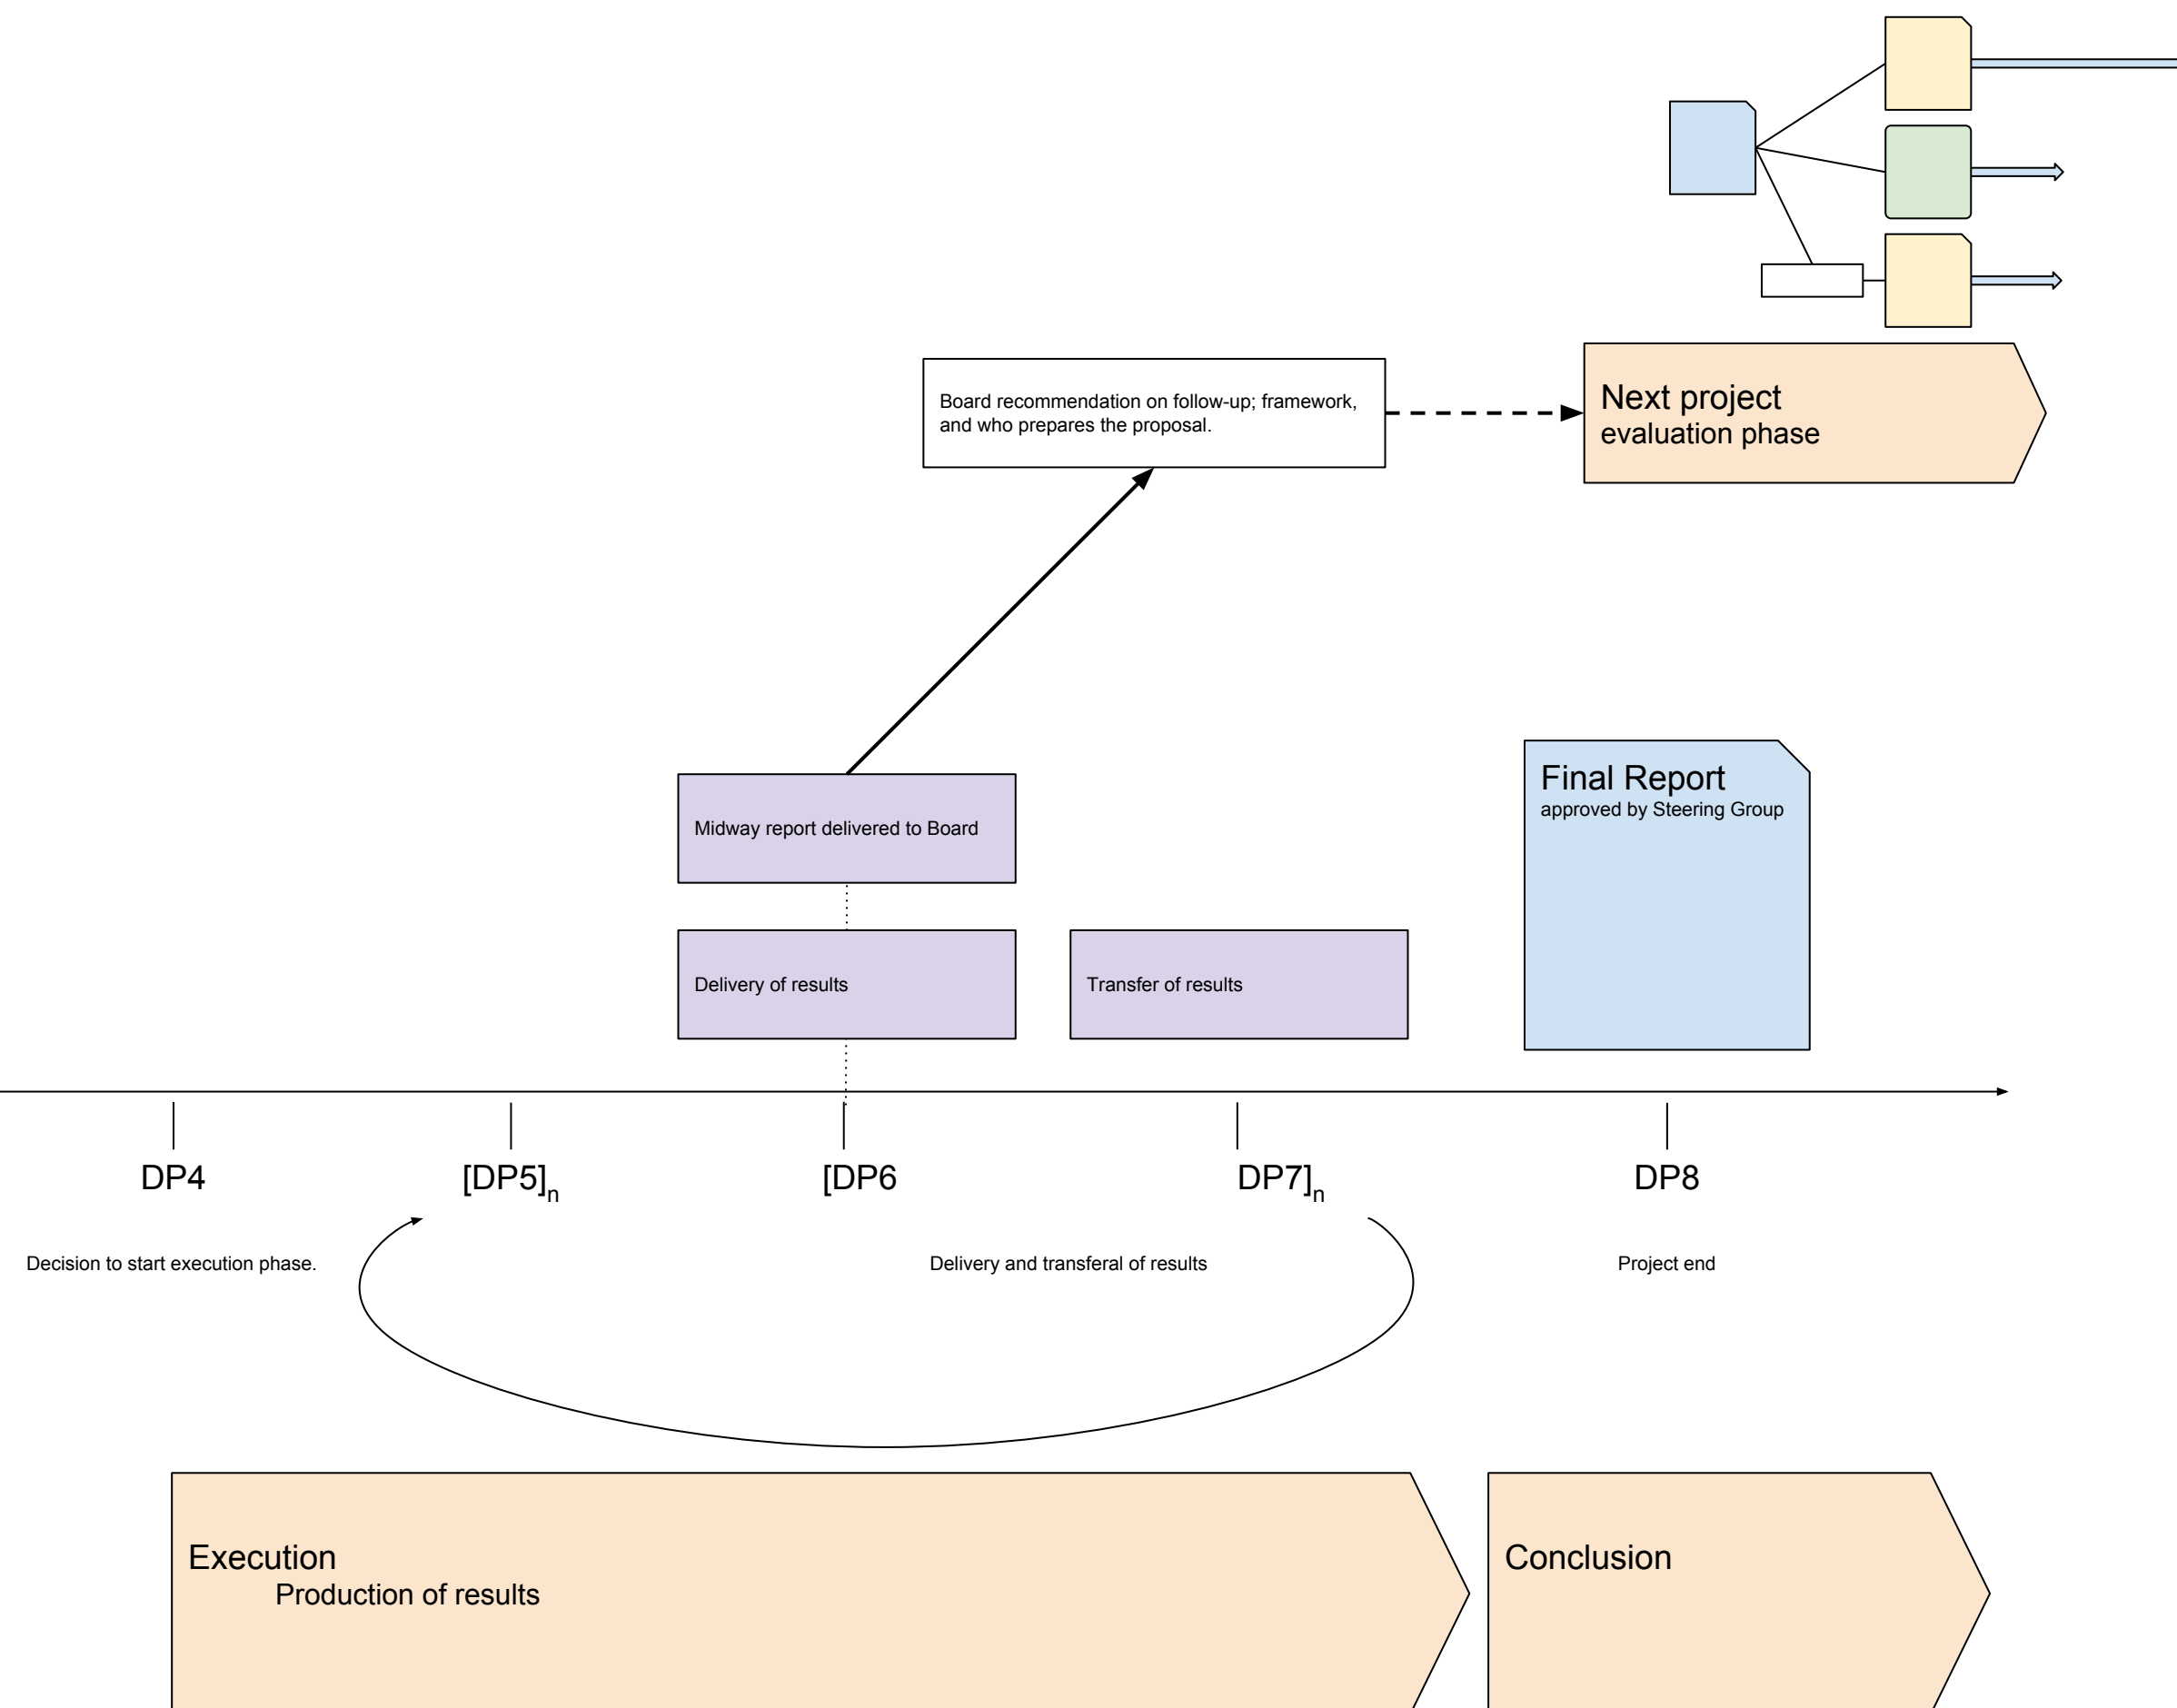 Board recommendation on follow-up; framework,
and who prepares the proposal.
Next project
evaluation phase
Midway report delivered to Board
Final Report
approved by Steering Group
Delivery of results
Transfer of results
DP4
[DP5]n
[DP6
DP7]n
DP8
Decision to start execution phase.
Delivery and transferal of results
Project end
Execution
Production of results
Conclusion